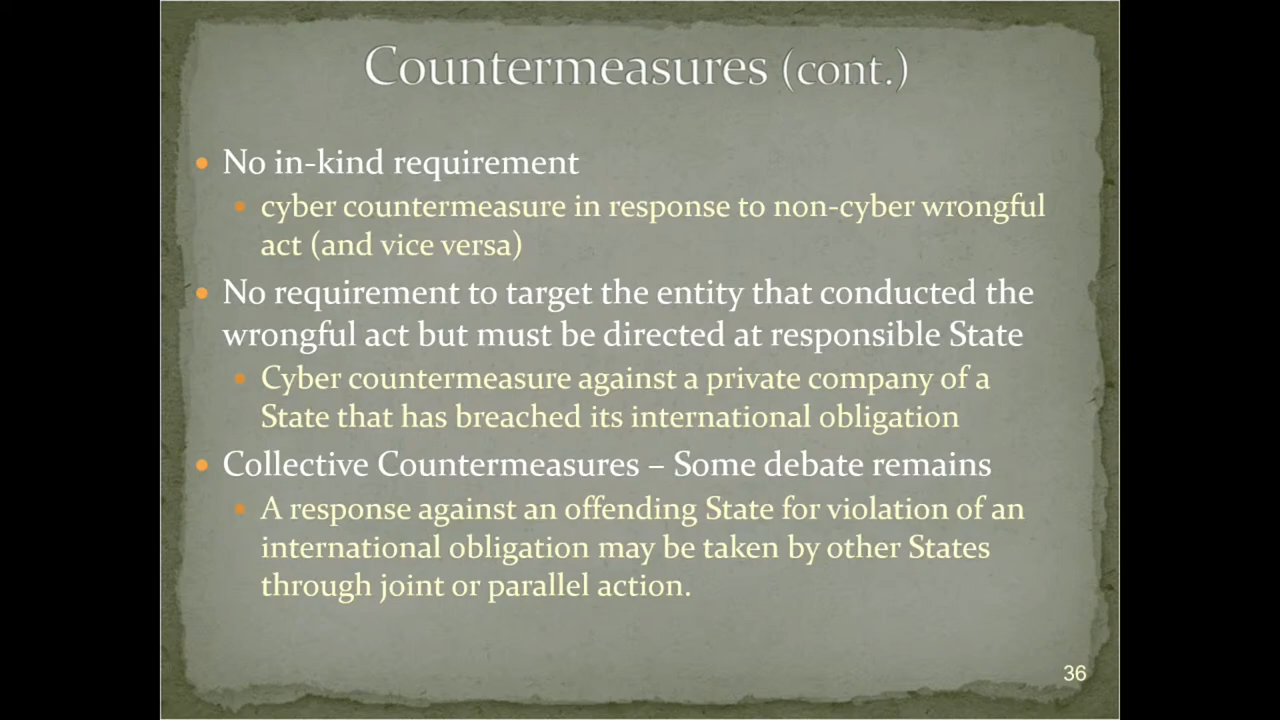 Countermeasures (cont.)
• No in-kind requirement
• cyber countermeasure in response to non-cyber wrongful
act (and vice versa)
• No requirement to target the entity that conducted the
wrongful act but must be directed at responsible State
• Cyber countermeasure against a private company of a
State that has breached its international obligation
• Collective Countermeasures – Some debate remains
• A response against an offending State for violation of an
international obligation may be taken by other States
through joint or parallel action.
36